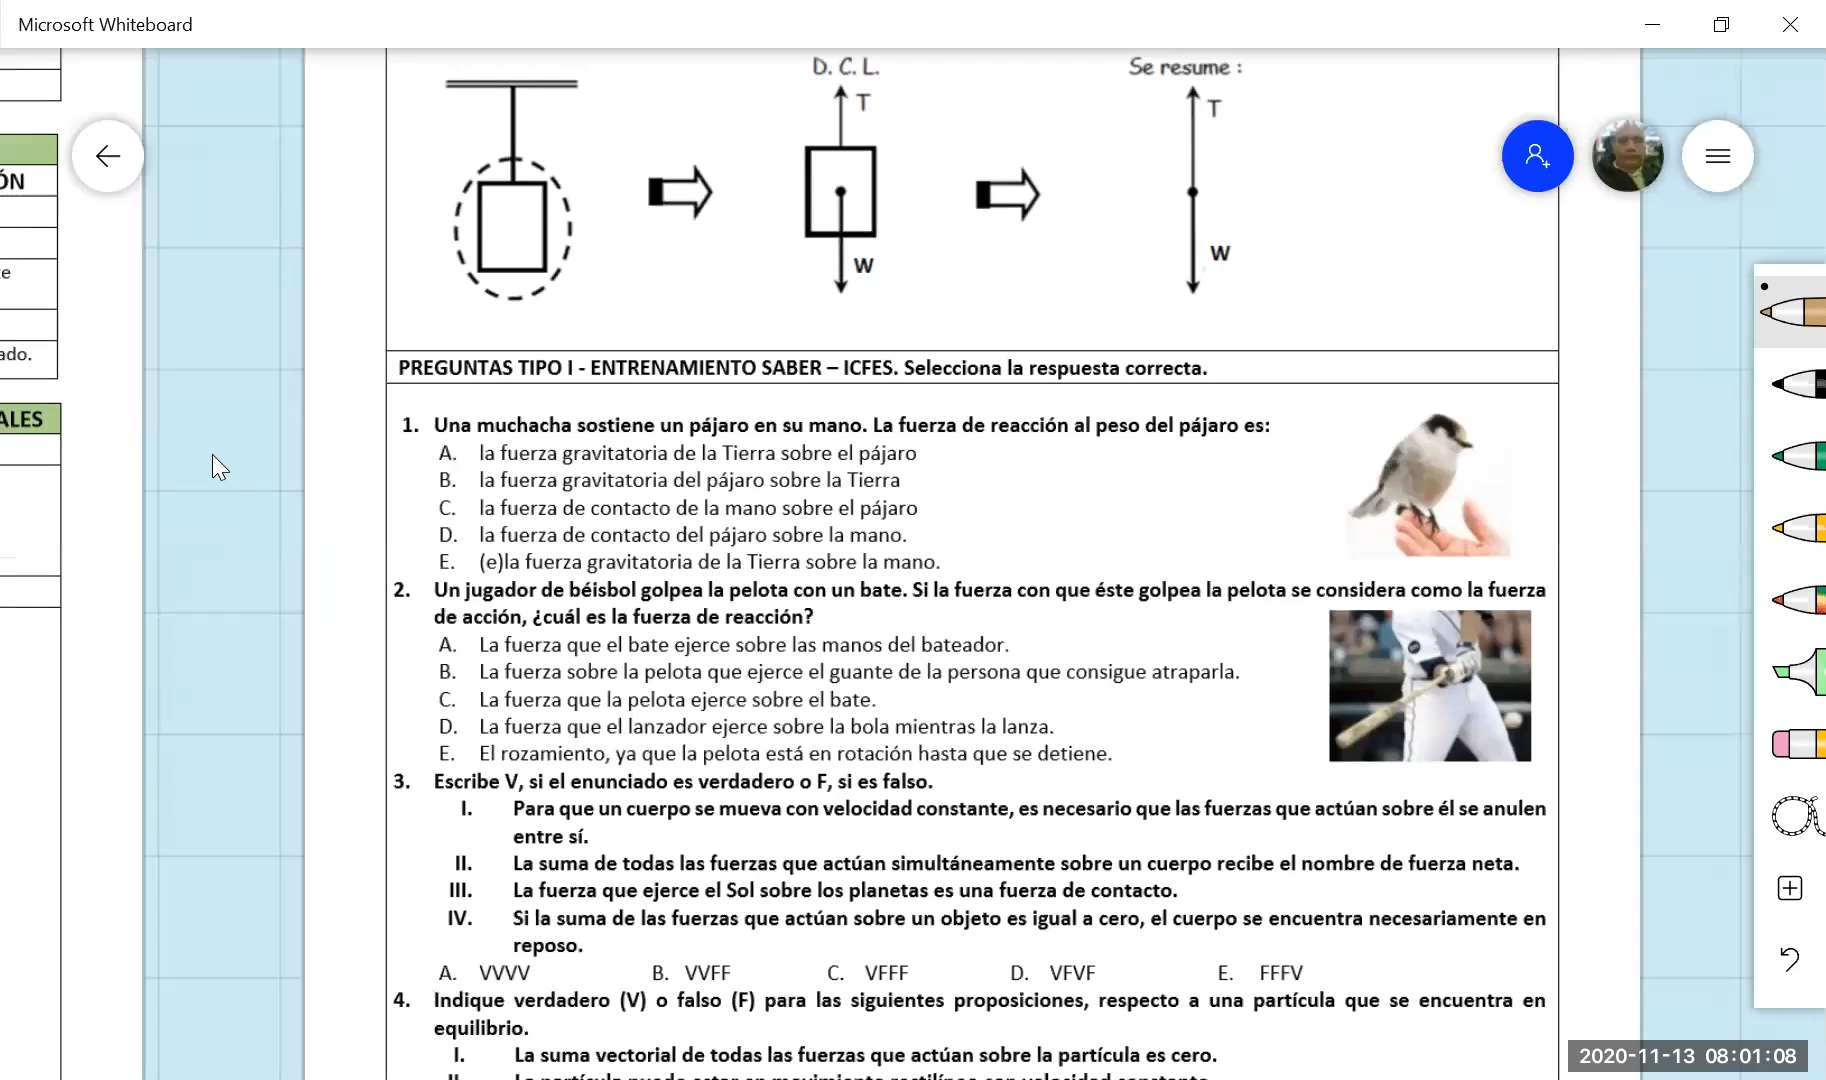 Microsoft Whiteboard
D. C. L.
Se resume :
T
T
W
W
ÓN
e
ado.
ALES
PREGUNTAS TIPO I - ENTRENAMIENTO SABER – ICFES. Selecciona la respuesta correcta.
1. Una muchacha sostiene un pájaro en su mano. La fuerza de reacción al peso del pájaro es:
A. la fuerza gravitatoria de la Tierra sobre el pájaro
B. la fuerza gravitatoria del pájaro sobre la Tierra
C. la fuerza de contacto de la mano sobre el pájaro
D. la fuerza de contacto del pájaro sobre la mano.
E. (e)la fuerza gravitatoria de la Tierra sobre la mano.
2. Un jugador de béisbol golpea la pelota con un bate. Si la fuerza con que éste golpea la pelota se considera como la fuerza
de acción, ¿cuál es la fuerza de reacción?
A. La fuerza que el bate ejerce sobre las manos del bateador.
B. La fuerza sobre la pelota que ejerce el guante de la persona que consigue atraparla.
C. La fuerza que la pelota ejerce sobre el bate.
D. La fuerza que el lanzador ejerce sobre la bola mientras la lanza.
E. El rozamiento, ya que la pelota está en rotación hasta que se detiene.
3. Escribe V, si el enunciado es verdadero o F, si es falso.
I. Para que un cuerpo se mueva con velocidad constante, es necesario que las fuerzas que actúan sobre él se anulen
entre sí.
II. La suma de todas las fuerzas que actúan simultáneamente sobre un cuerpo recibe el nombre de fuerza neta.
III. La fuerza que ejerce el Sol sobre los planetas es una fuerza de contacto.
IV. Si la suma de las fuerzas que actúan sobre un objeto es igual a cero, el cuerpo se encuentra necesariamente en
reposo.
A. VVVV B. VVFF C. VFFF D. VFVF E. FFFV
4. Indique verdadero (V) o falso (F) para las siguientes proposiciones, respecto a una partícula que se encuentra en
equilibrio.
I. La suma vectorial de todas las fuerzas que actúan sobre la partícula es cero.
2020-11-13 08:01:08